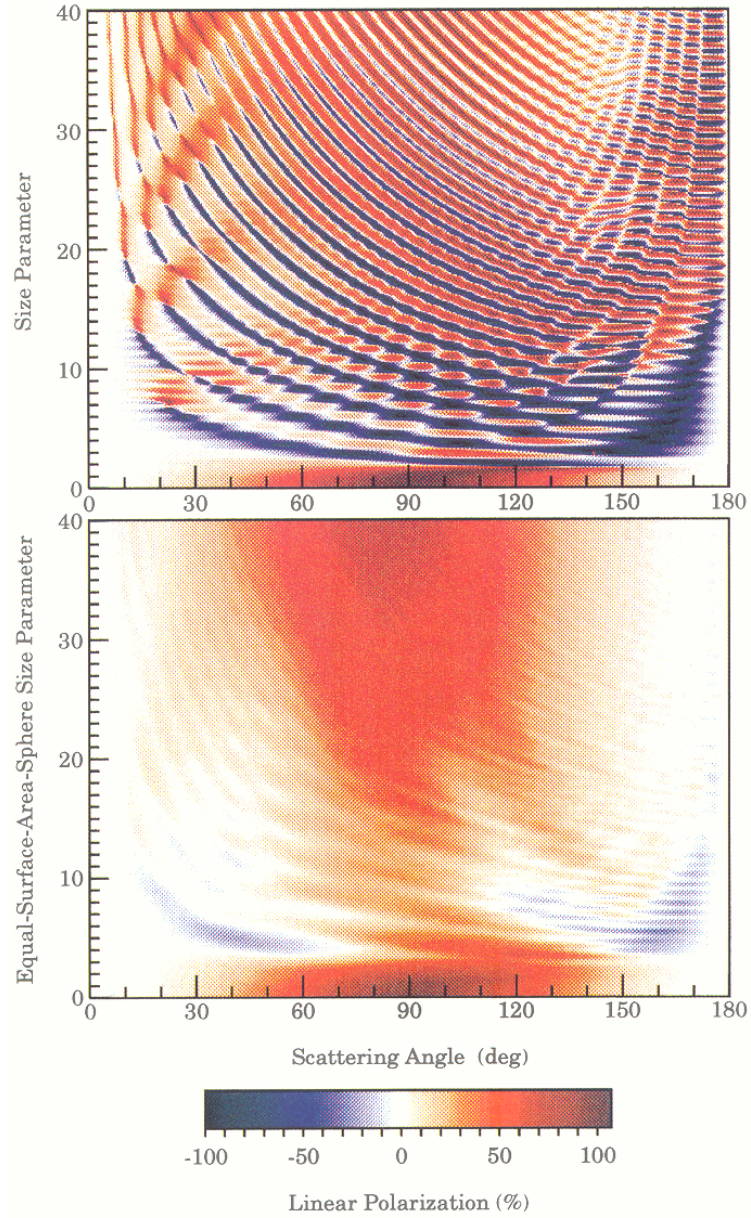 40
30
20
10
0
Size Parameter
0 30 60 90 120 150 180
40
30
20
10
0
Equal-Surface-Area-Sphere Size Parameter
0 30 60 90 120 150 180
Scattering Angle (deg)
-100 -50 0 50 100
Linear Polarization (%)